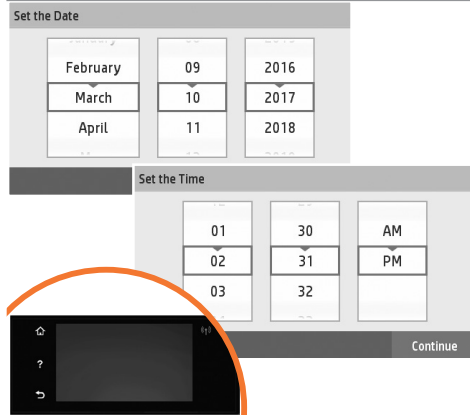 Set the Date
February 09 2016
March 10 2017
April 11 2018
Set the Time
01 30 AM
02 31 PM
03 32
?
Continue